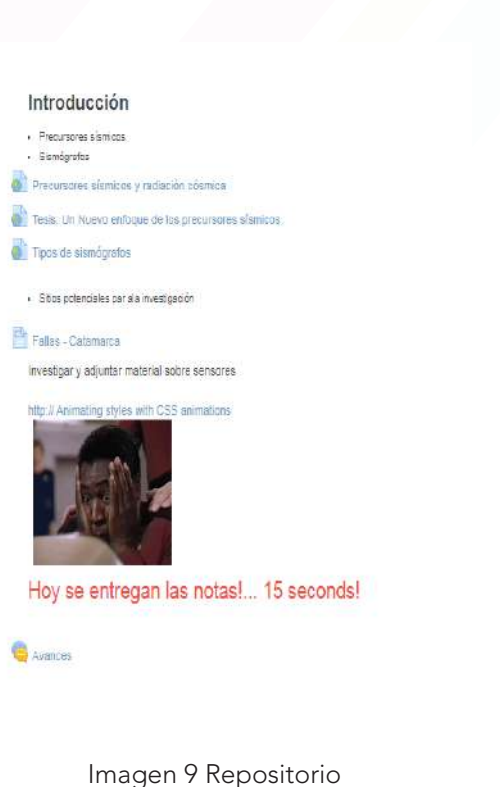 Introducción
Precursores sísmicos
Sismógrafos
Precursores sísmicos y radiación cósmica
Tesis: Un Nuevo enfoque de los precursores sísmicos.
Tipos de sismógrafos
Sitios potenciales par ala investigación
Fallas - Catamarca
Investigar y adjuntar material sobre sensores
http:// Animating styles with CSS animations
Hoy se entregan las notas!... 15 seconds!
Avances
Imagen 9 Repositorio